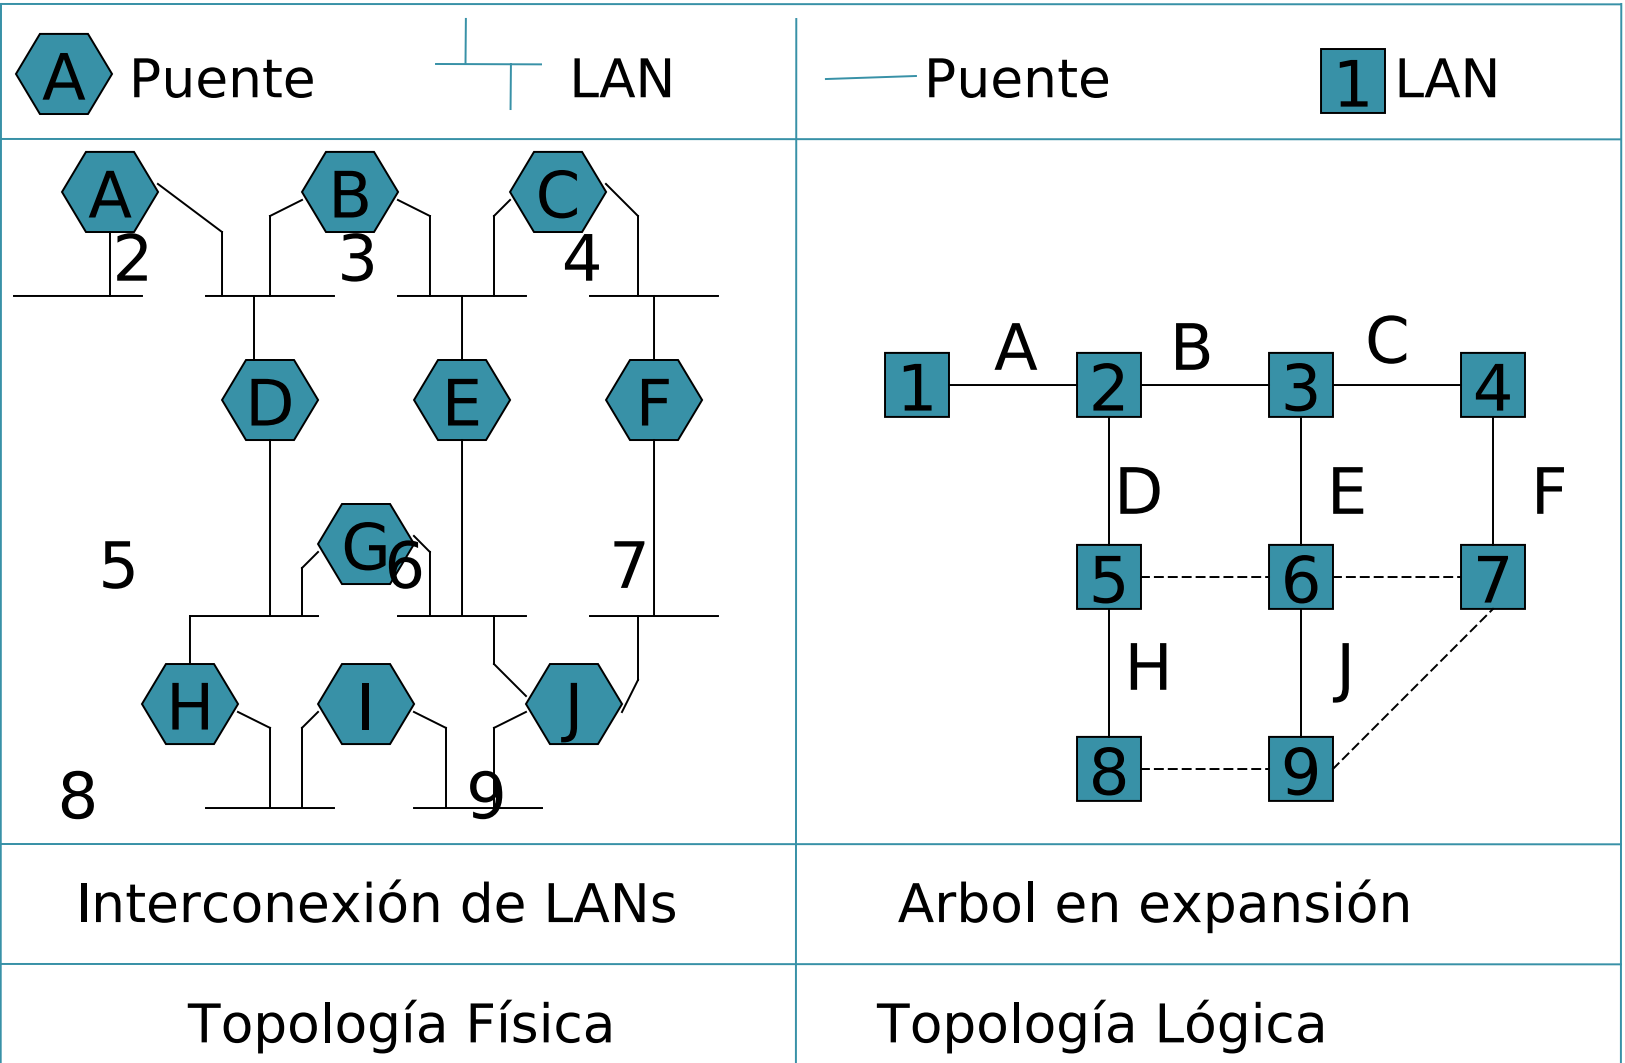 A Puente LAN Puente 1 LAN
A B C
2 3 4
A B C
1 2 3 4
D E F
D E F
G
5 6 7
5 6 7
H J
H I J
8 9
8 9
Interconexión de LANs Arbol en expansión
Topología Física Topología Lógica